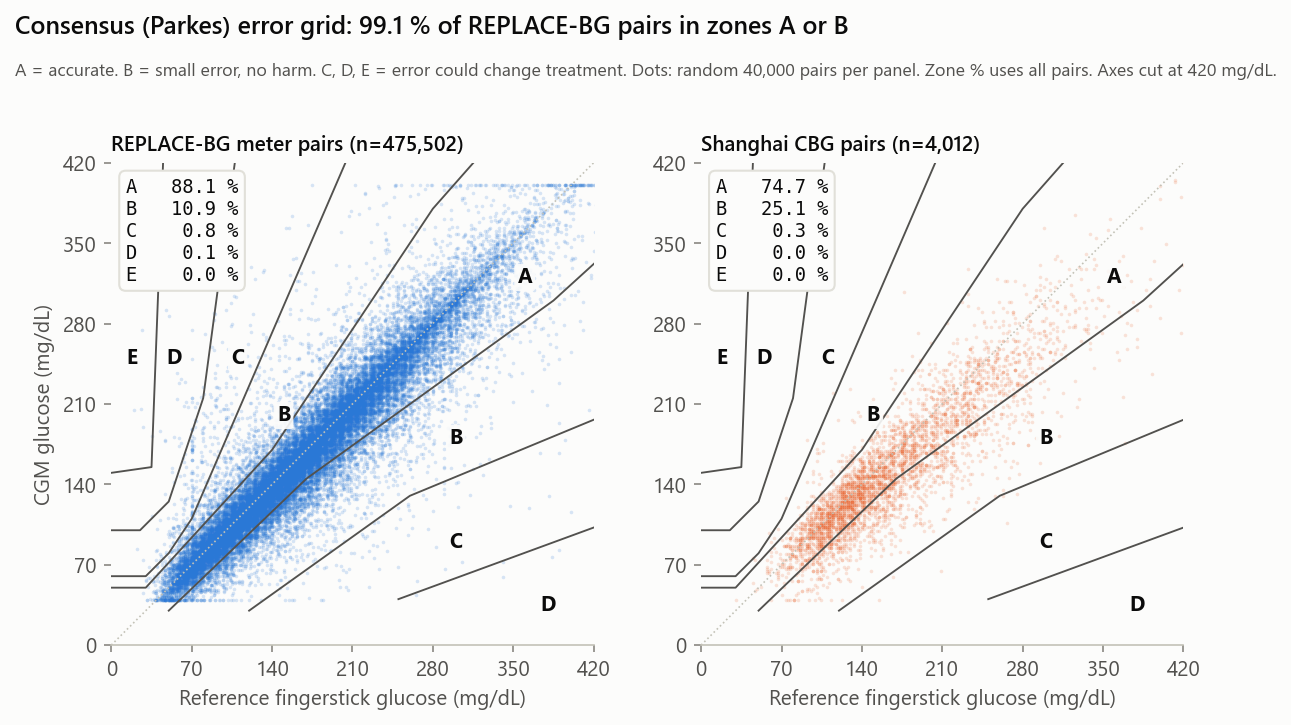 Consensus (Parkes) error grid: 99.1 % of REPLACE-BG pairs in zones A or B
A = accurate. B = small error, no harm. C, D, E = error could change treatment. Dots: random 40,000 pairs per panel. Zone % uses all pairs. Axes cut at 420 mg/dL.
REPLACE-BG meter pairs (n=475,502)
CGM glucose (mg/dL)
420
350
280
210
140
70
0
A 88.1 %
B 10.9 %
C 0.8 %
D 0.1 %
E 0.0 %
A
E D C
B
B
C
D
0 70 140 210 280 350 420
Reference fingerstick glucose (mg/dL)
Shanghai CBG pairs (n=4,012)
420
350
280
210
140
70
0
A 74.7 %
B 25.1 %
C 0.3 %
D 0.0 %
E 0.0 %
A
E D C
B
B
C
D
0 70 140 210 280 350 420
Reference fingerstick glucose (mg/dL)